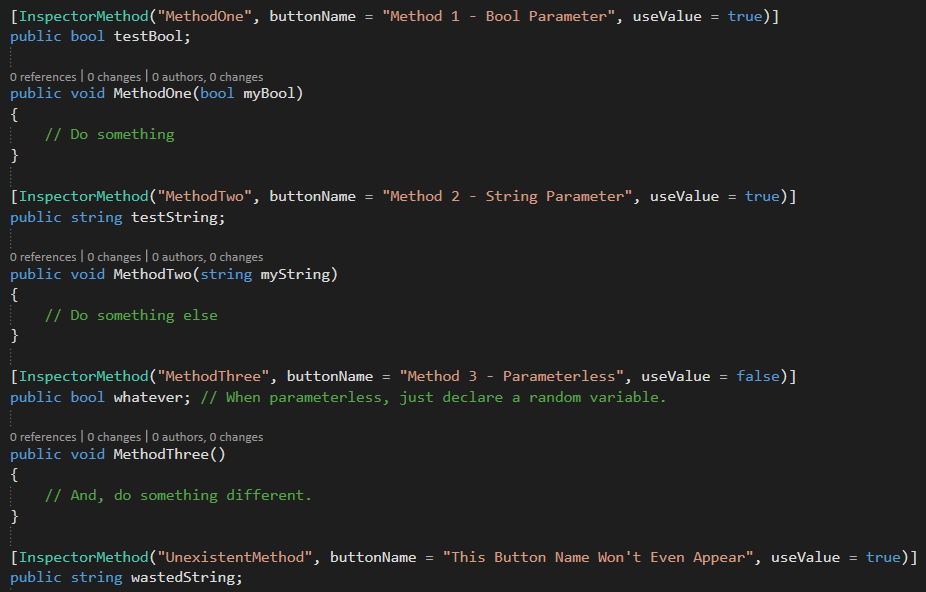 [InspectorMethod("MethodOne", buttonName = "Method 1 - Bool Parameter", useValue = true)]
public bool testBool;
0 references | 0 changes | 0 authors, 0 changes
public void MethodOne(bool myBool)
{
// Do something
}
[InspectorMethod("MethodTwo", buttonName = "Method 2 - String Parameter", useValue = true)]
public string testString;
0 references | 0 changes | 0 authors, 0 changes
public void MethodTwo(string myString)
{
// Do something else
}
[InspectorMethod("MethodThree", buttonName = "Method 3 - Parameterless", useValue = false)]
public bool whatever; // When parameterless, just declare a random variable.
0 references | 0 changes | 0 authors, 0 changes
public void MethodThree()
{
// And, do something different.
}
[InspectorMethod("UnexistentMethod", buttonName = "This Button Name Won't Even Appear", useValue = true)]
public string wastedString;